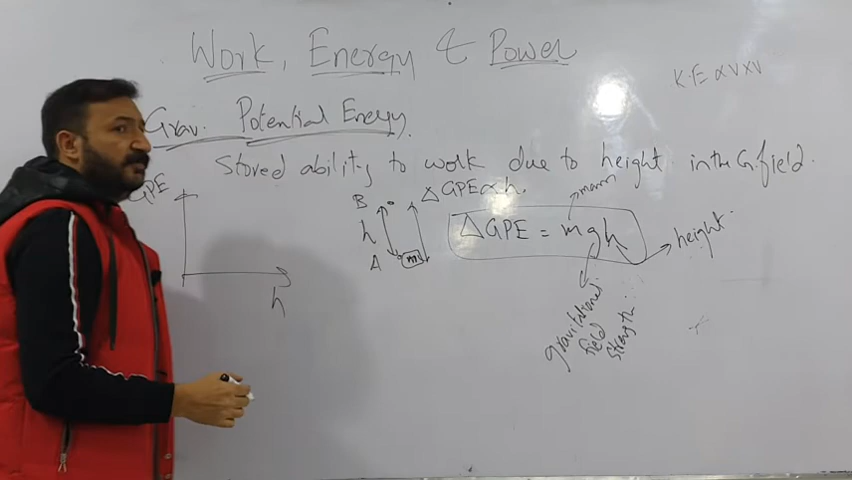 Work, Energy & Power
K.E ∝ V×V
Grav. Potential Energy.
Stored ability to work due to height in the G.field.
GPE
h
B
h
A
m
Δ GPE ∝ h.
mass
ΔGPE = mgh
height
gravitational
field
strength